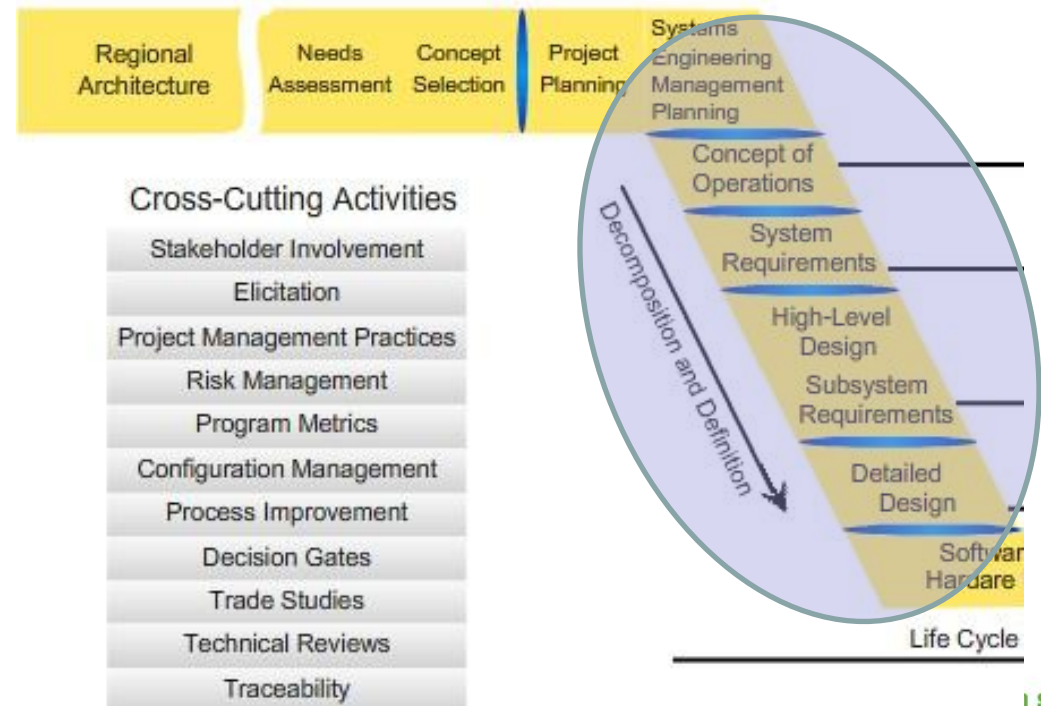 Regional
Architecture
Needs
Assessment
Concept
Selection
Project
Planning
Systems
Engineering
Management
Planning
Concept of
Operations
System
Requirements
High-Level
Design
Subsystem
Requirements
Detailed
Design
Hardare
Decomposition and Definition
Life Cycle
Cross-Cutting Activities
Stakeholder Involvement
Elicitation
Project Management Practices
Risk Management
Program Metrics
Configuration Management
Process Improvement
Decision Gates
Trade Studies
Technical Reviews
Traceability